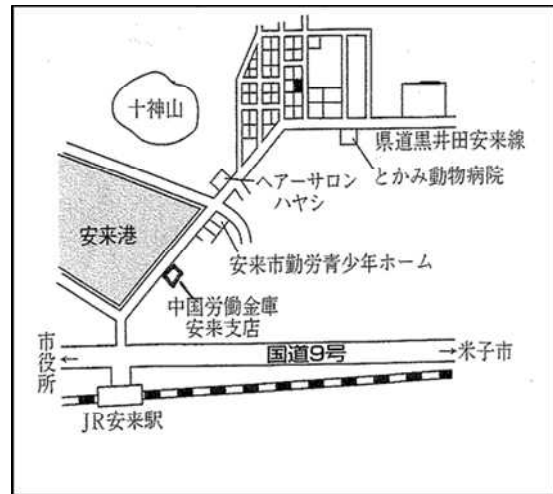 十神山
県道黒井田安来線
ヘアーサロン
ハヤシ
とかみ動物病院
安来港
安来市勤労青少年ホーム
中国労働金庫
安来支店
市役所
←
国道9号
→米子市
JR安来駅